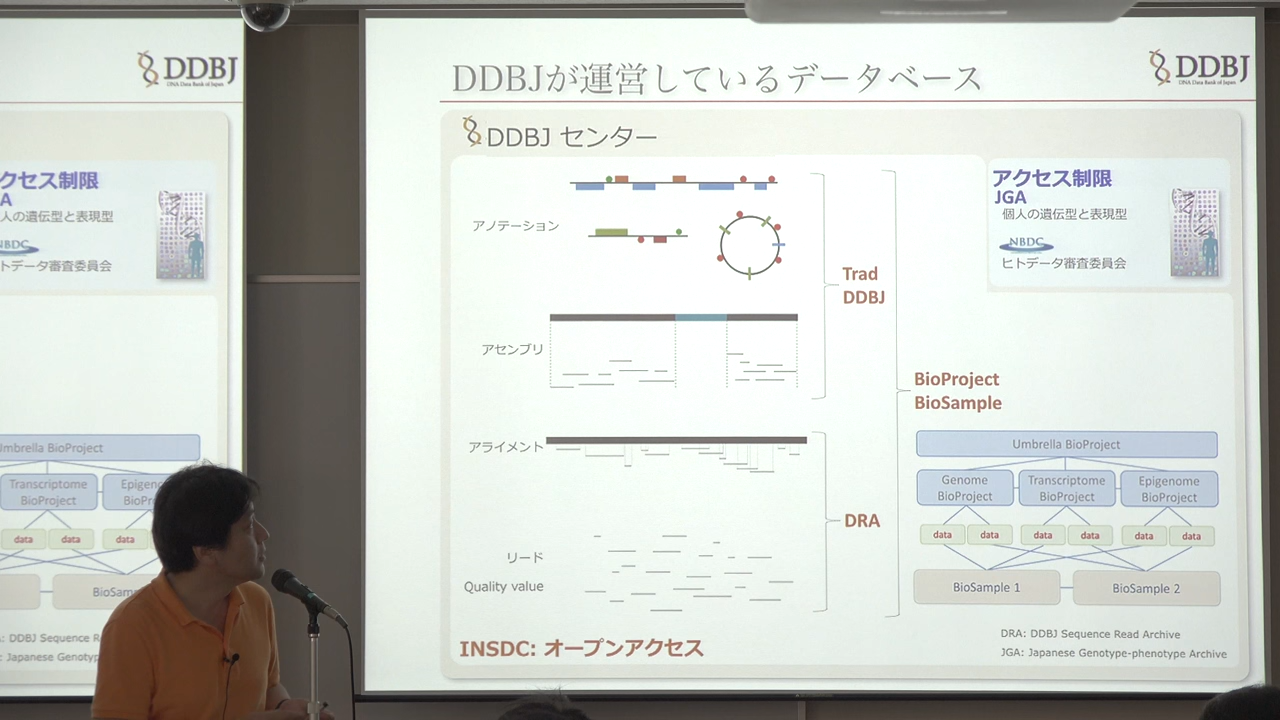 DDBJ
DNA Data Bank of Japan
クセス制限
人の遺伝型と表現型
NBDC
トデータ審査委員会
Umbrella BioProject
Transcriptome
BioProject
data
data
data
: DDBJ Sequence
: Japanese
DDBJが運営しているデータベース
DDBJ
DNA Data Bank of Japan
DDBJ センター
アノテーション
アセンブリ
アライメント
リード
Quality value
Trad
DDBJ
DRA
BioProject
BioSample
アクセス制限
JGA
個人の遺伝型と表現型
NBDC
ヒトデータ審査委員会
Umbrella BioProject
Genome
BioProject
Transcriptome
BioProject
Epigenome
BioProject
data
data
data
data
data
data
BioSample 1
BioSample 2
INSDC: オープンアクセス
DRA: DDBJ Sequence Read Archive
JGA: Japanese Genotype-phenotype Archive